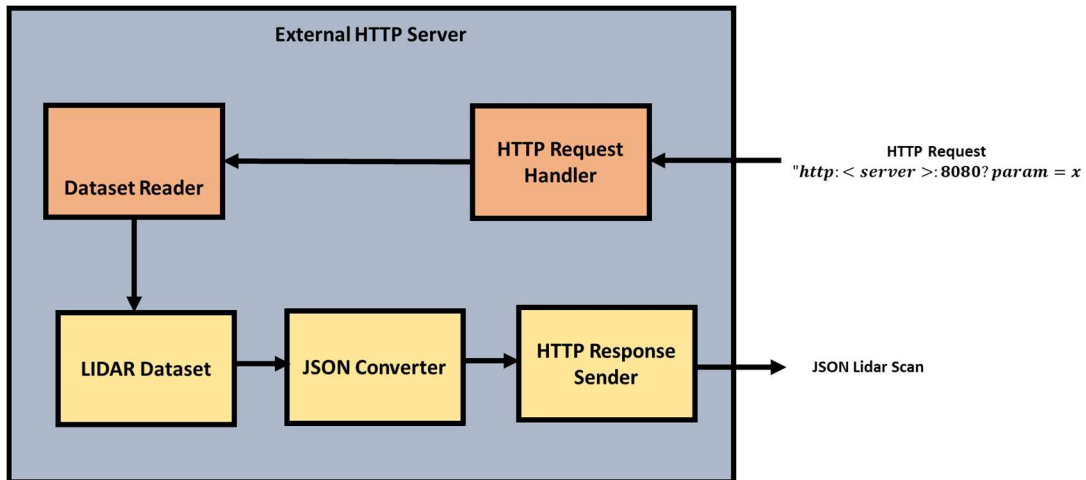 External HTTP Server
HTTP Request
Handler
HTTP Request
"http:< server >:8080?param = x
Dataset Reader
LIDAR Dataset
JSON Converter
HTTP Response
Sender
JSON Lidar Scan